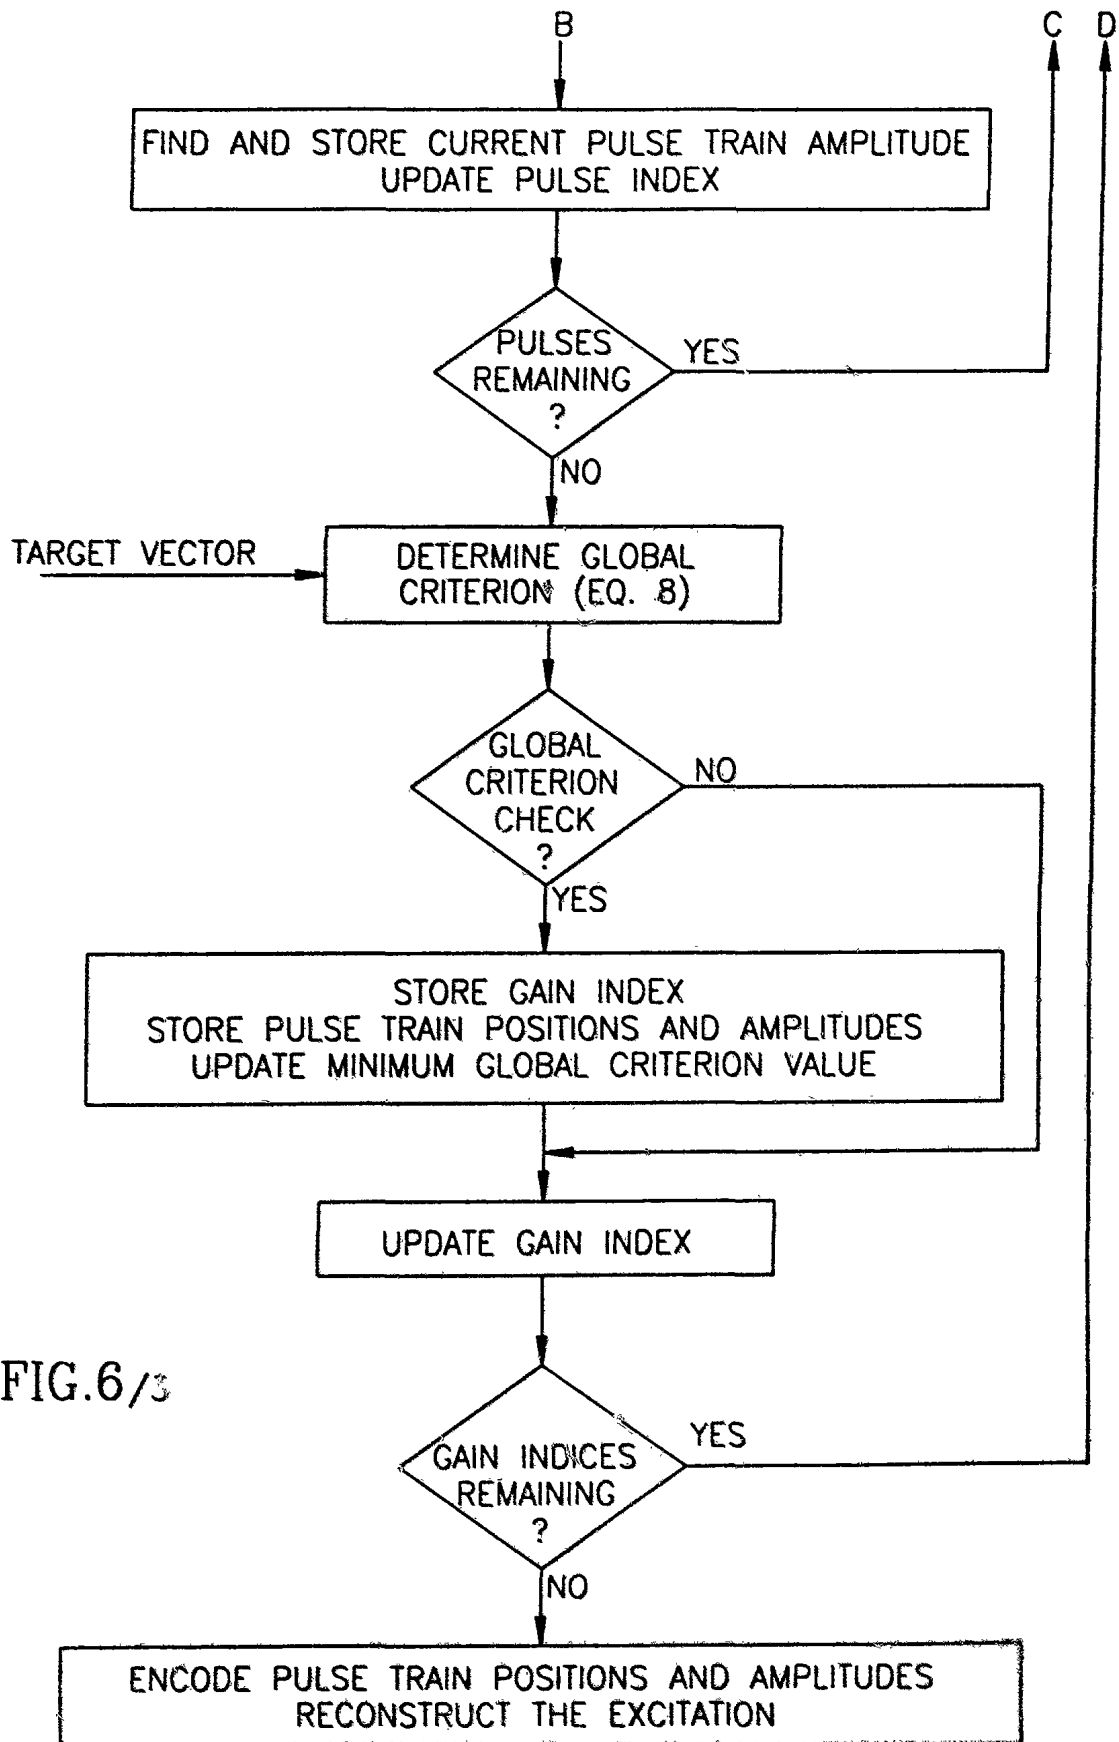 B
C D
FIND AND STORE CURRENT PULSE TRAIN AMPLITUDE
UPDATE PULSE INDEX
PULSES
REMAINING
?
YES
NO
TARGET VECTOR
DETERMINE GLOBAL
CRITERION (EQ. 8)
GLOBAL
CRITERION
CHECK
?
NO
YES
STORE GAIN INDEX
STORE PULSE TRAIN POSITIONS AND AMPLITUDES
UPDATE MINIMUM GLOBAL CRITERION VALUE
UPDATE GAIN INDEX
FIG.6/3
GAIN INDICES
REMAINING
?
YES
NO
ENCODE PULSE TRAIN POSITIONS AND AMPLITUDES
RECONSTRUCT THE EXCITATION